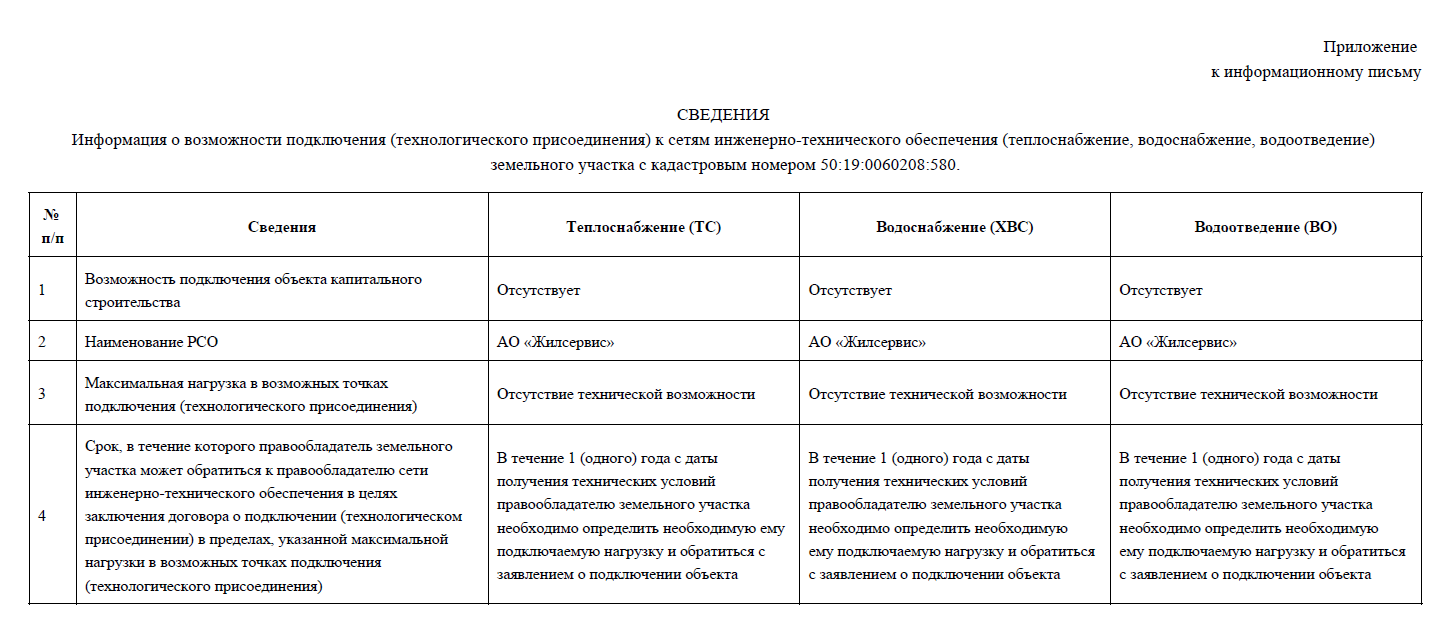 Приложение
к информационному письму
СВЕДЕНИЯ
Информация о возможности подключения (технологического присоединения) к сетям инженерно-технического обеспечения (теплоснабжение, водоснабжение, водоотведение)
земельного участка с кадастровым номером 50:19:0060208:580.
№
п/п
Сведения
Теплоснабжение (ТС)
Водоснабжение (ХВС)
Водоотведение (ВО)
1
Возможность подключения объекта капитального
строительства
Отсутствует
Отсутствует
Отсутствует
2
Наименование РСО
АО «Жилсервис»
АО «Жилсервис»
АО «Жилсервис»
3
Максимальная нагрузка в возможных точках
подключения (технологического присоединения)
Отсутствие технической возможности
Отсутствие технической возможности
Отсутствие технической возможности
4
Срок, в течение которого правообладатель земельного
участка может обратиться к правообладателю сети
инженерно-технического обеспечения в целях
заключения договора о подключении (технологическом
присоединении) в пределах, указанной максимальной
нагрузки в возможных точках подключения
(технологического присоединения)
В течение 1 (одного) года с даты
получения технических условий
правообладателю земельного участка
необходимо определить необходимую ему
подключаемую нагрузку и обратиться с
заявлением о подключении объекта
В течение 1 (одного) года с даты
получения технических условий
правообладателю земельного участка
необходимо определить необходимую
ему подключаемую нагрузку и обратиться
с заявлением о подключении объекта
В течение 1 (одного) года с даты
получения технических условий
правообладателю земельного участка
необходимо определить необходимую
ему подключаемую нагрузку и обратиться
с заявлением о подключении объекта